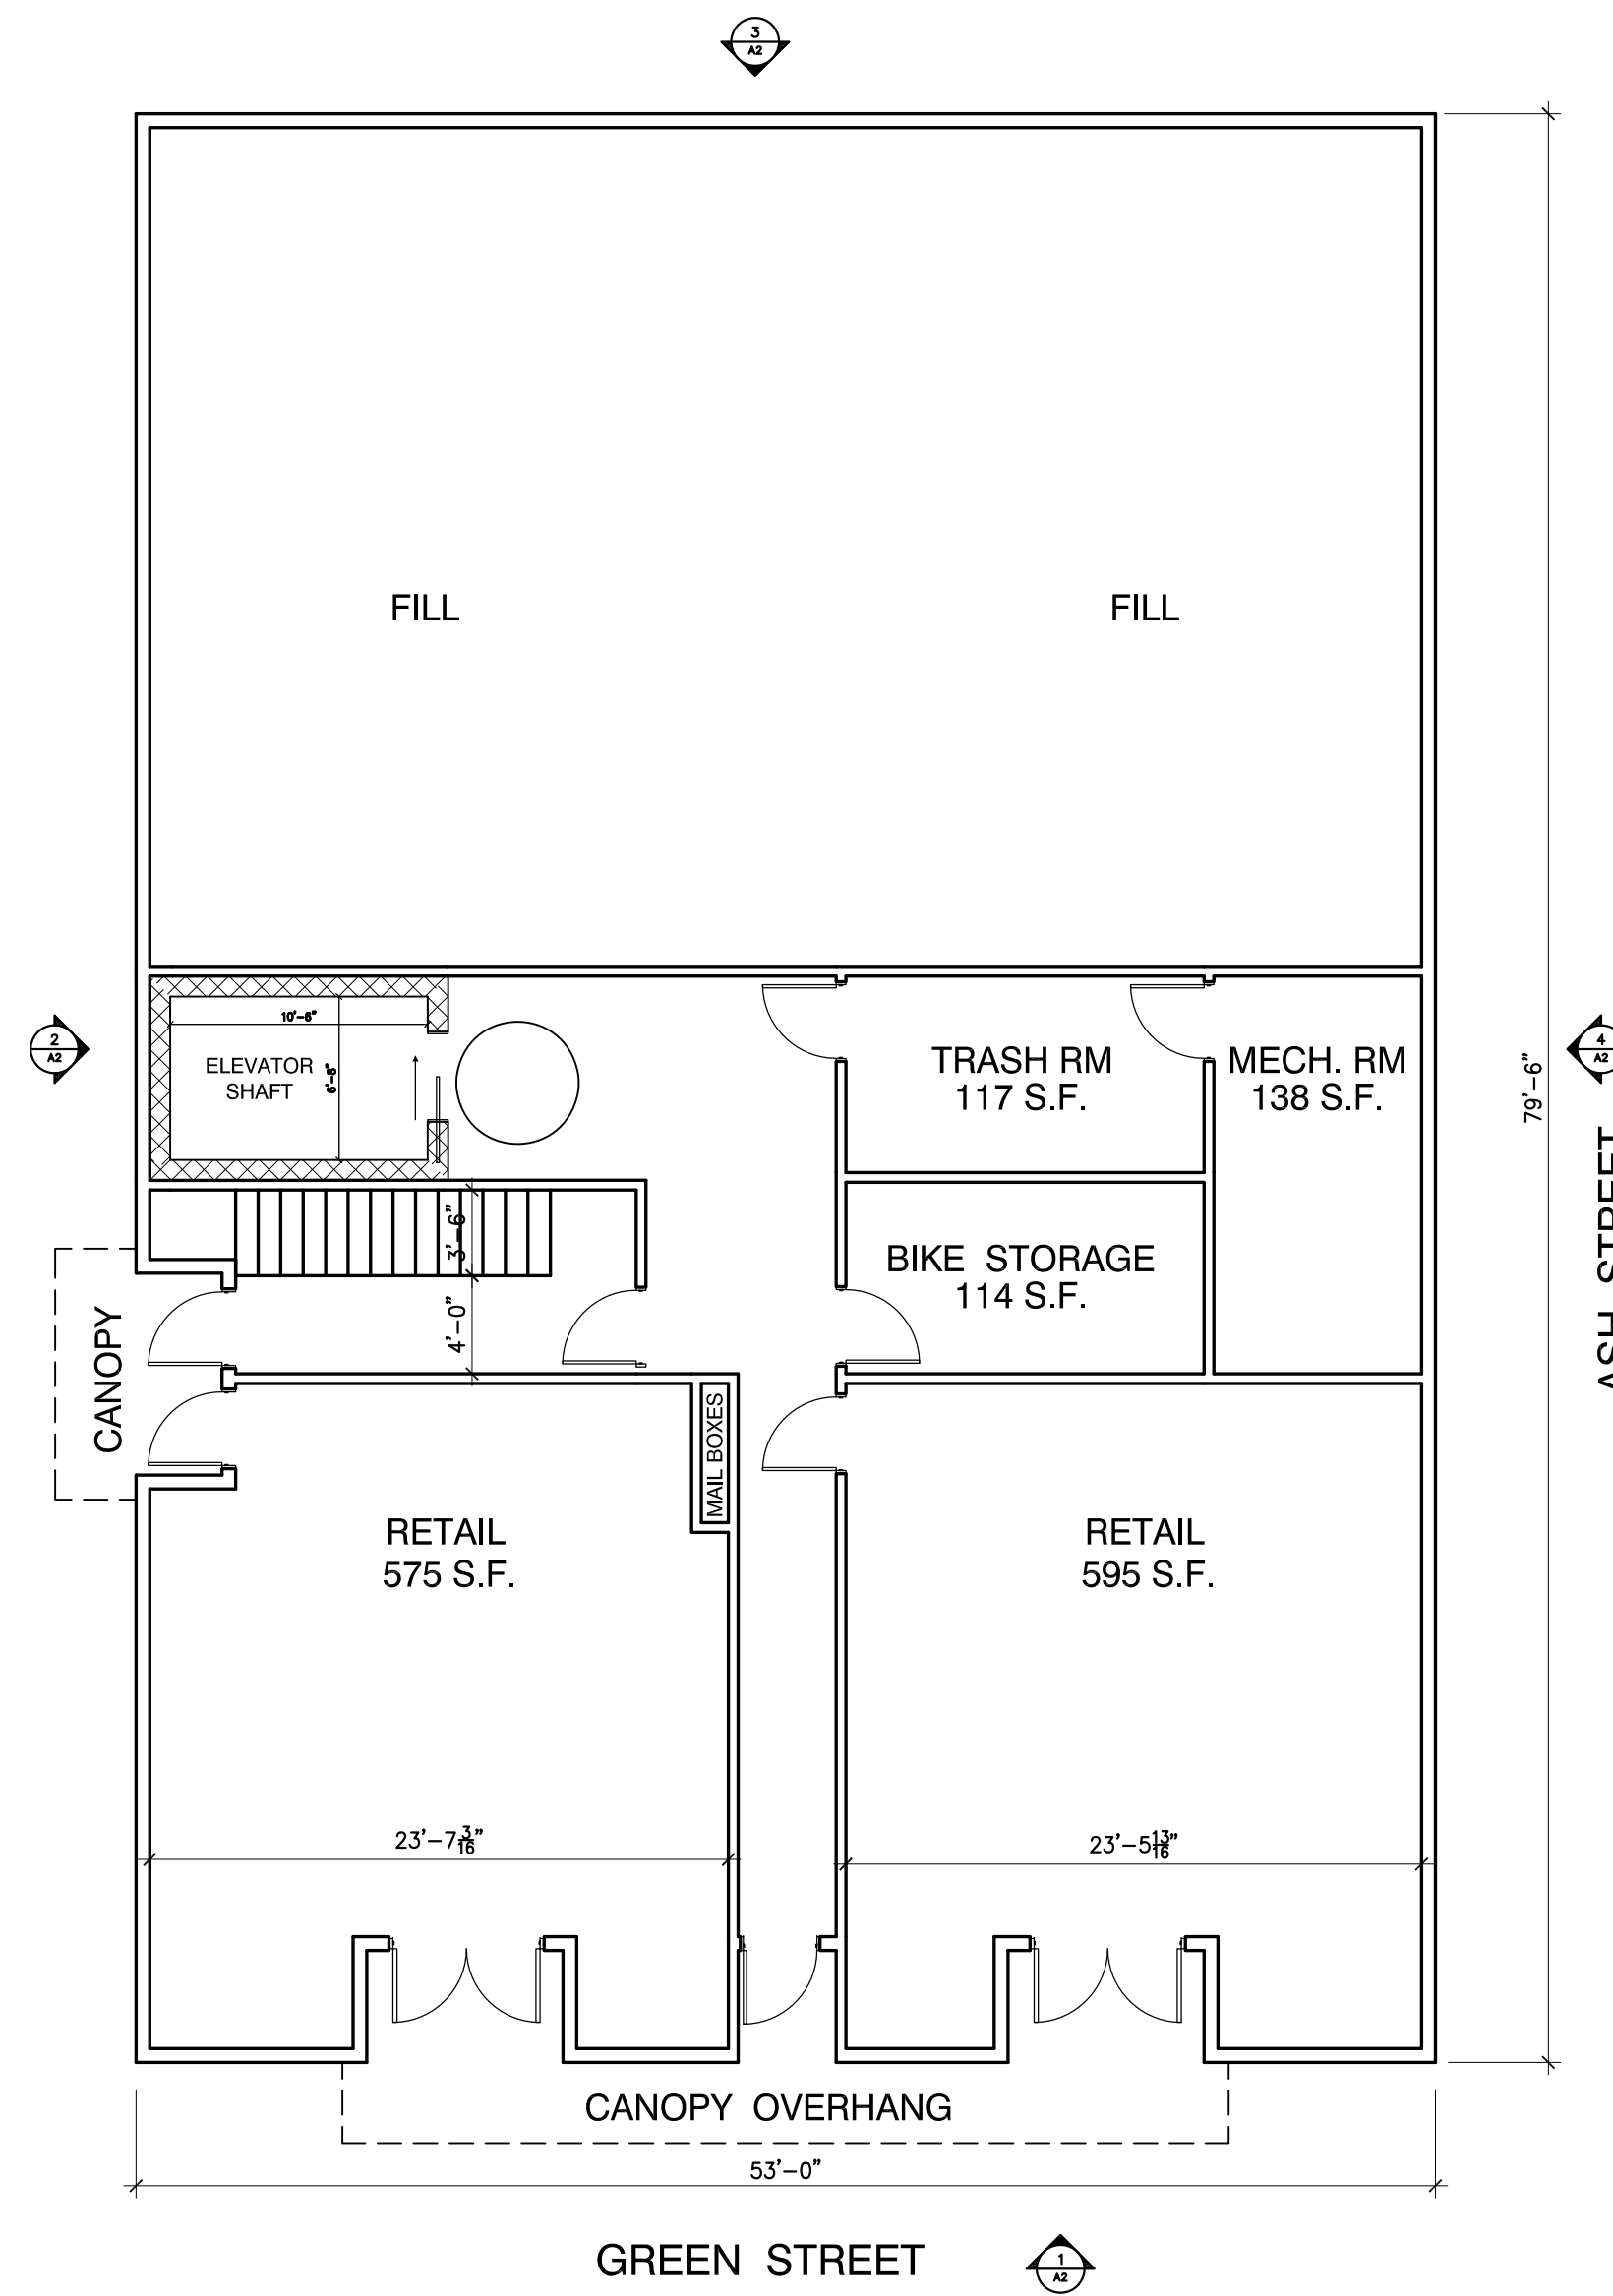 3
A2
FILL
FILL
10'-6"
ELEVATOR
SHAFT
6'-8"
TRASH RM
117 S.F.
MECH. RM
138 S.F.
2
A2
4
A2
79'-6"
ASH STREET
3'-6"
4'-0"
BIKE STORAGE
114 S.F.
CANOPY
MAIL BOXES
RETAIL
575 S.F.
RETAIL
595 S.F.
23'-7 3/16"
23'-5 13/16"
CANOPY OVERHANG
53'-0"
GREEN STREET
1
A2